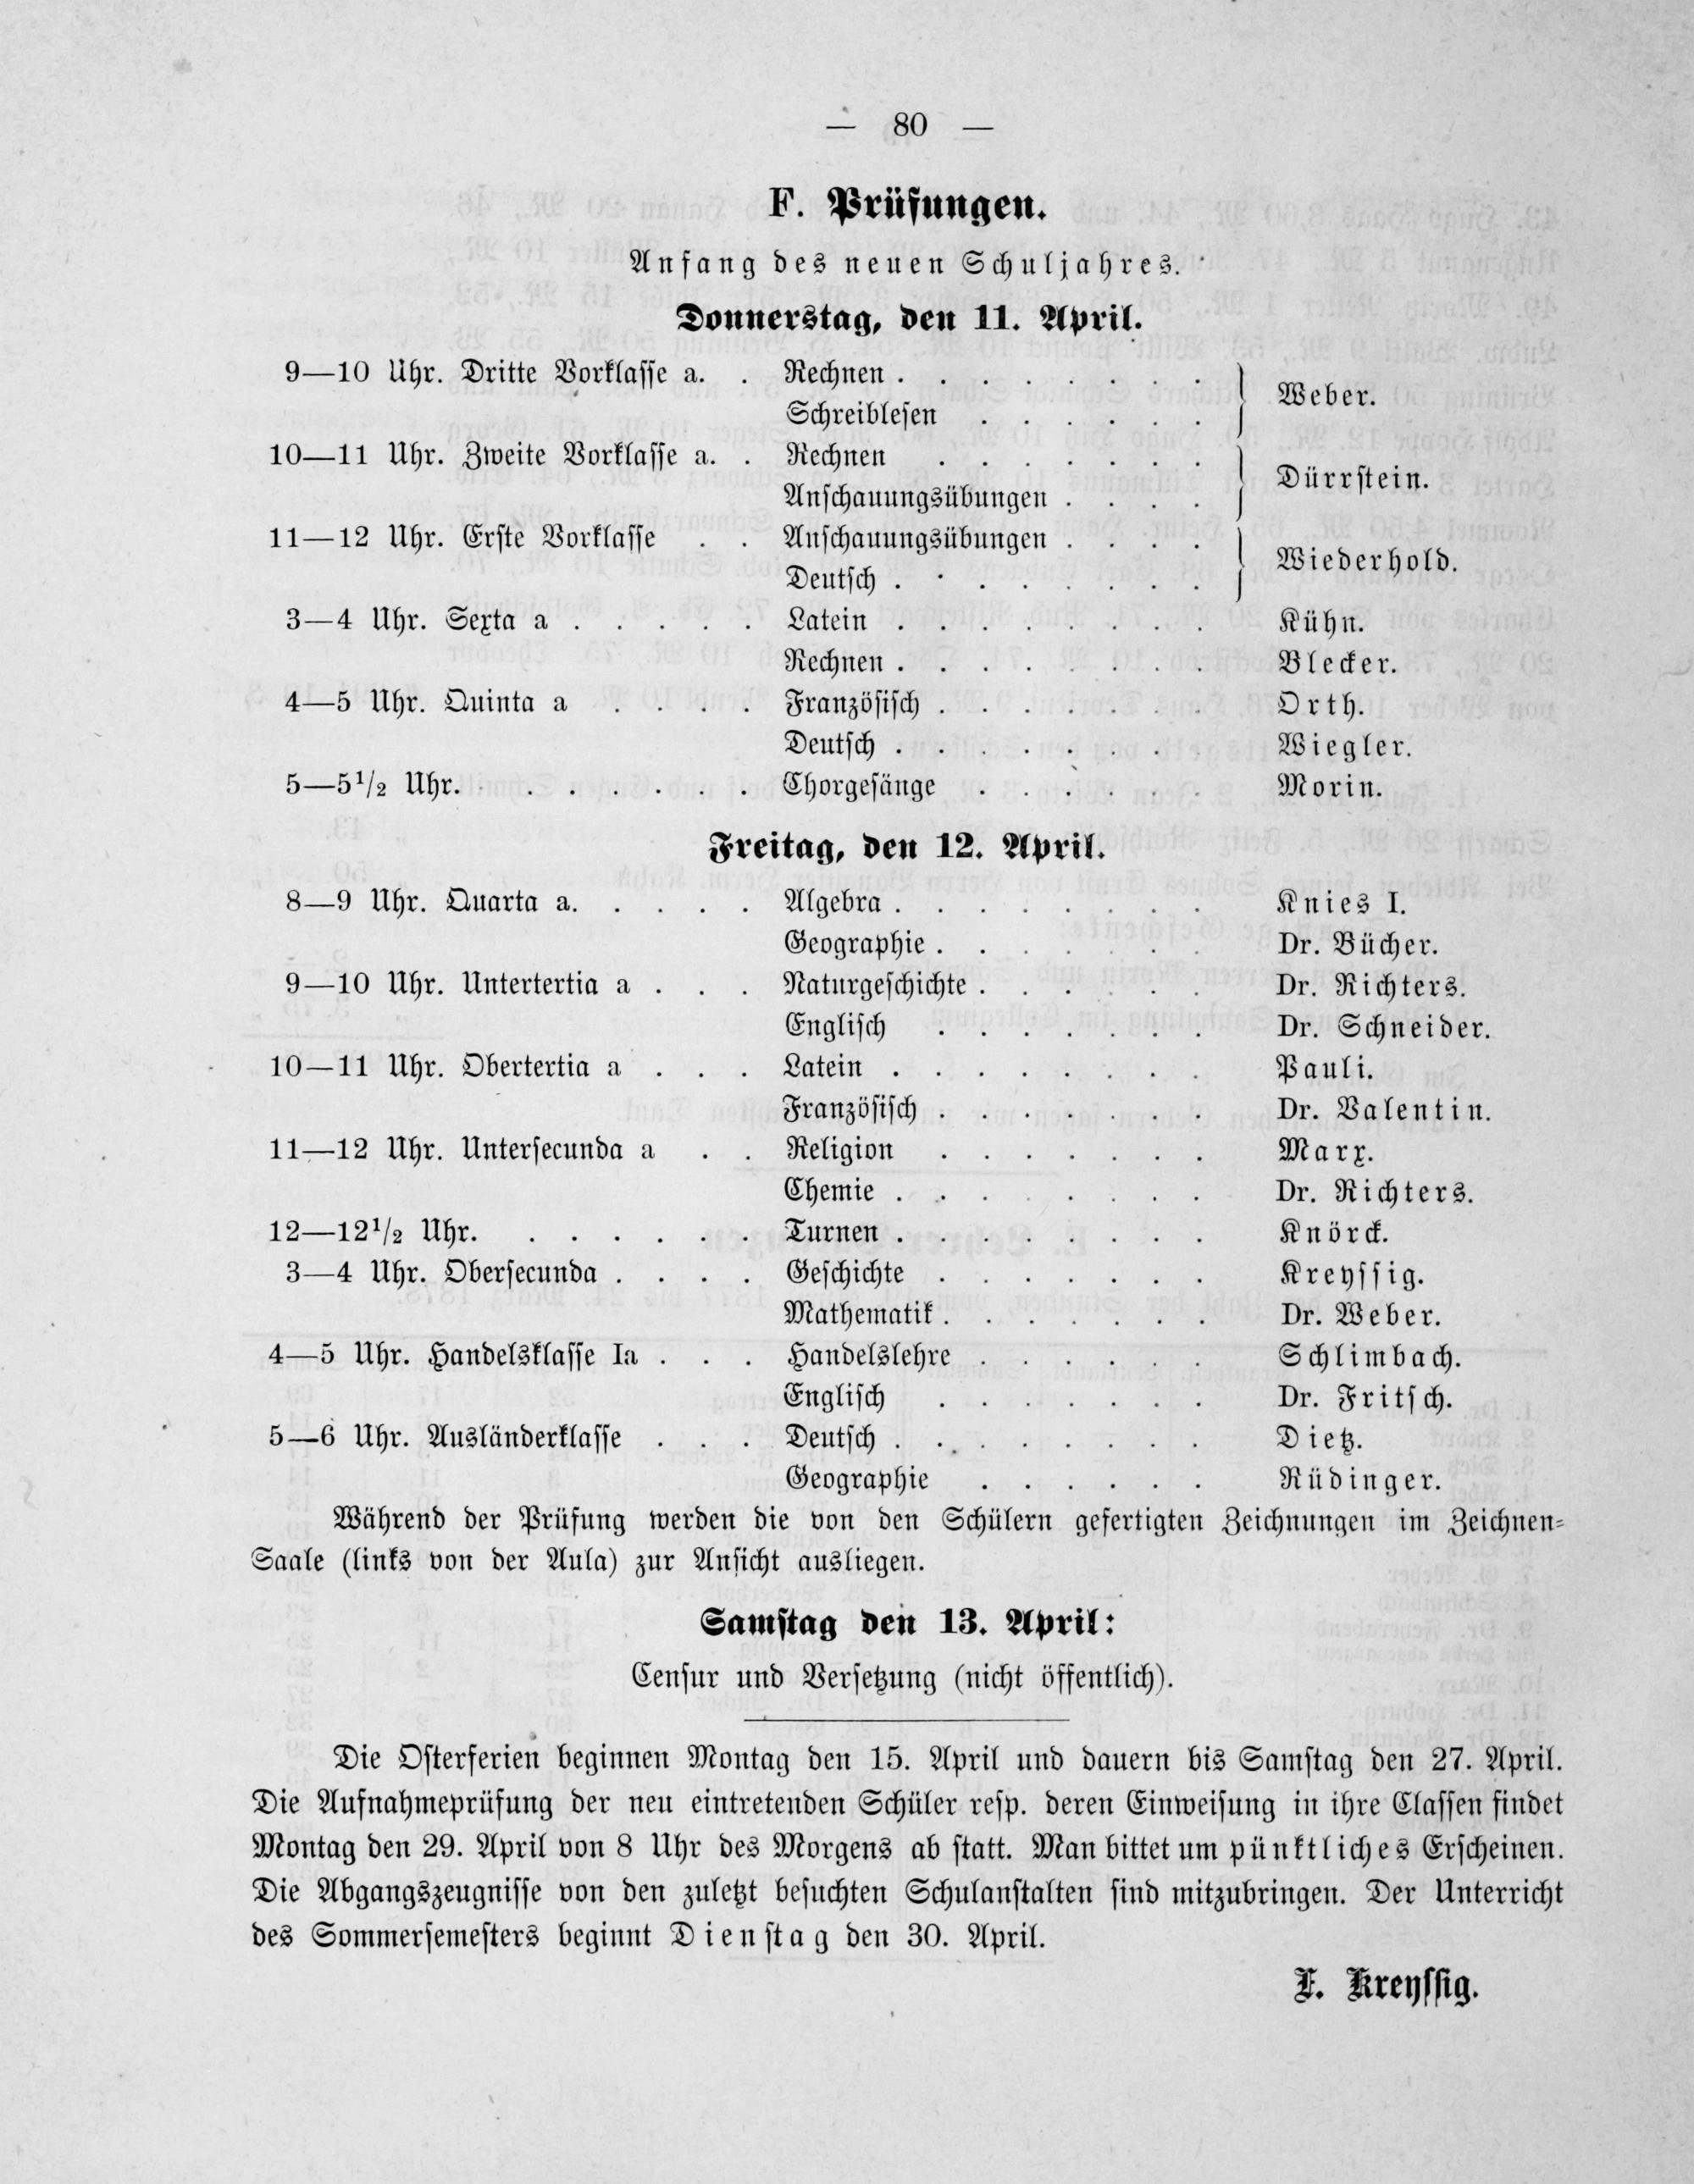 — 80 —
F. Prüfungen.
Anfang des neuen Schuljahres.
Donnerstag, den 11. April.
9—10 Uhr. Dritte Vorklasse a. . Rechnen . . . . . . . .
Weber.
Schreiblesen . . . . . .
10—11 Uhr. Zweite Vorklasse a. . Rechnen . . . . . . .
Dürrstein.
Anschauungsübungen . . . .
11—12 Uhr. Erste Vorklasse . . Anschauungsübungen . . . .
Wiederhold.
Deutsch . . . . . . . .
3—4 Uhr. Sexta a . . . . . Latein . . . . . . . . Kühn.
Rechnen . . . . . . . . Blecker.
4—5 Uhr. Quinta a . . . . Französisch . . . . . . . Orth.
Deutsch . . . . . . . . Wiegler.
5—5½ Uhr. . . . . . . Chorgesänge . . . . . . Morin.
Freitag, den 12. April.
8—9 Uhr. Quarta a. . . . . Algebra . . . . . . . . Knies I.
Geographie . . . . . . . Dr. Bücher.
9—10 Uhr. Untertertia a . . . Naturgeschichte . . . . . . Dr. Richters.
Englisch . . . . . . . Dr. Schneider.
10—11 Uhr. Obertertia a . . . Latein . . . . . . . . Pauli.
Französisch . . . . . . . Dr. Valentin.
11—12 Uhr. Untersecunda a . . Religion . . . . . . . Marx.
Chemie . . . . . . . . Dr. Richters.
12—12½ Uhr. . . . . . . Turnen . . . . . . . . Knörck.
3—4 Uhr. Obersecunda . . . . Geschichte . . . . . . . Kreyssig.
Mathematik . . . . . . . Dr. Weber.
4—5 Uhr. Handelsklasse Ia . . . Handelslehre . . . . . . Schlimbach.
Englisch . . . . . . . Dr. Fritsch.
5—6 Uhr. Ausländerklasse . . . Deutsch . . . . . . . . Dietz.
Geographie . . . . . . Rüdinger.
Während der Prüfung werden die von den Schülern gefertigten Zeichnungen im Zeichnen-
Saale (links von der Aula) zur Ansicht ausliegen.
Samstag den 13. April:
Censur und Versetzung (nicht öffentlich).
Die Osterferien beginnen Montag den 15. April und dauern bis Samstag den 27. April.
Die Aufnahmeprüfung der neu eintretenden Schüler resp. deren Einweisung in ihre Classen findet
Montag den 29. April von 8 Uhr des Morgens ab statt. Man bittet um pünktliches Erscheinen.
Die Abgangszeugnisse von den zuletzt besuchten Schulanstalten sind mitzubringen. Der Unterricht
des Sommersemesters beginnt Dienstag den 30. April.
F. Kreyssig.